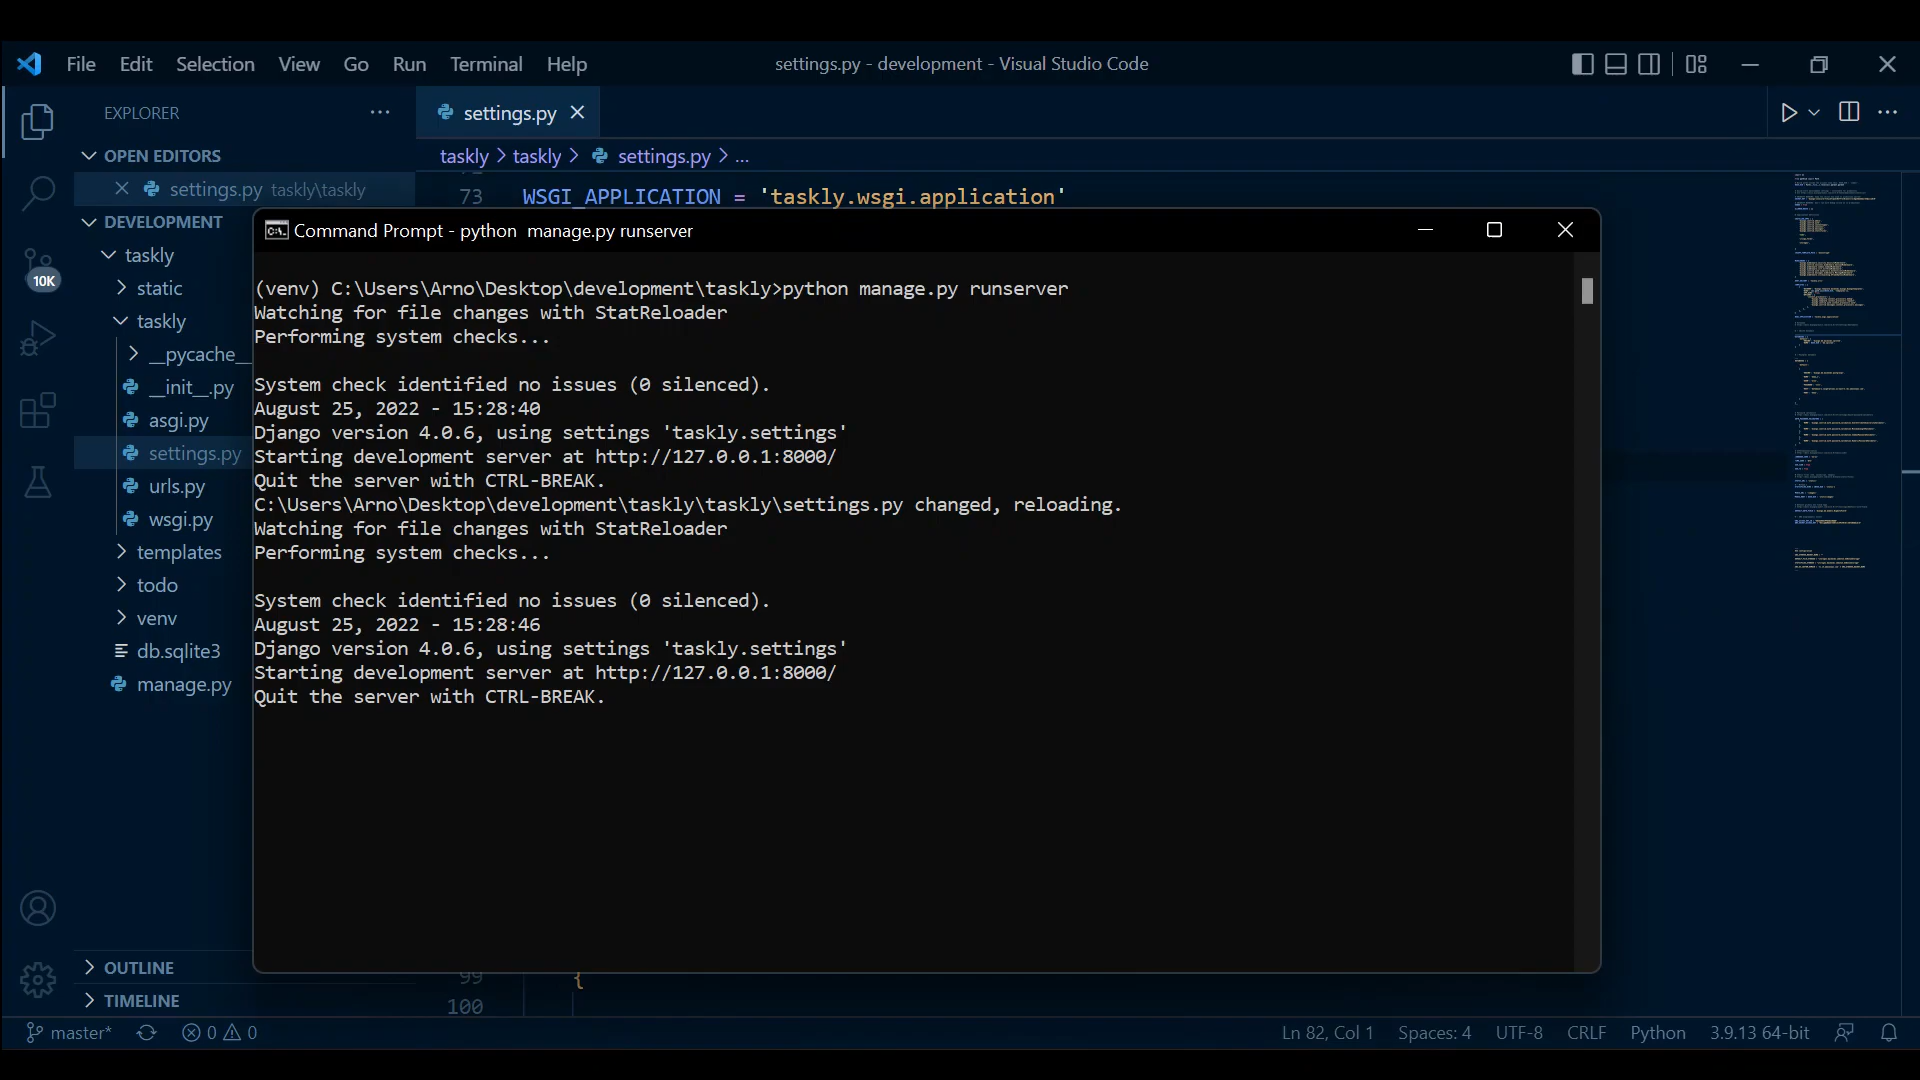 File Edit Selection View Go Run Terminal Help
settings.py - development - Visual Studio Code
EXPLORER
settings.py
OPEN EDITORS
taskly > taskly > settings.py > ...
settings.py taskly\taskly
73 WSGI_APPLICATION = 'taskly.wsgi.application'
DEVELOPMENT
taskly
static
taskly
__pycache__
__init__.py
asgi.py
settings.py
urls.py
wsgi.py
templates
todo
venv
db.sqlite3
manage.py
10K
Command Prompt - python  manage.py runserver
(venv) C:\Users\Arno\Desktop\development\taskly>python manage.py runserver
Watching for file changes with StatReloader
Performing system checks...
System check identified no issues (0 silenced).
August 25, 2022 - 15:28:40
Django version 4.0.6, using settings 'taskly.settings'
Starting development server at http://127.0.0.1:8000/
Quit the server with CTRL-BREAK.
C:\Users\Arno\Desktop\development\taskly\taskly\settings.py changed, reloading.
Watching for file changes with StatReloader
Performing system checks...
System check identified no issues (0 silenced).
August 25, 2022 - 15:28:46
Django version 4.0.6, using settings 'taskly.settings'
Starting development server at http://127.0.0.1:8000/
Quit the server with CTRL-BREAK.
99 {
100
OUTLINE
TIMELINE
master* 0 0
Ln 82, Col 1 Spaces: 4 UTF-8 CRLF Python 3.9.13 64-bit